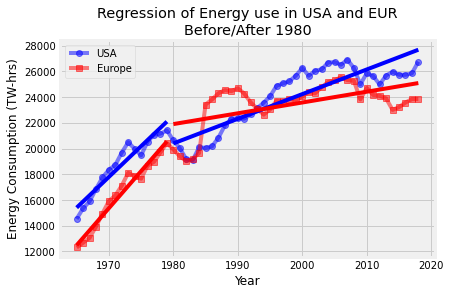 Regression of Energy use in USA and EUR
Before/After 1980
Energy Consumption (TW-hrs)
28000
26000
24000
22000
20000
18000
16000
14000
12000
USA
Europe
1970
1980
1990
2000
2010
2020
Year